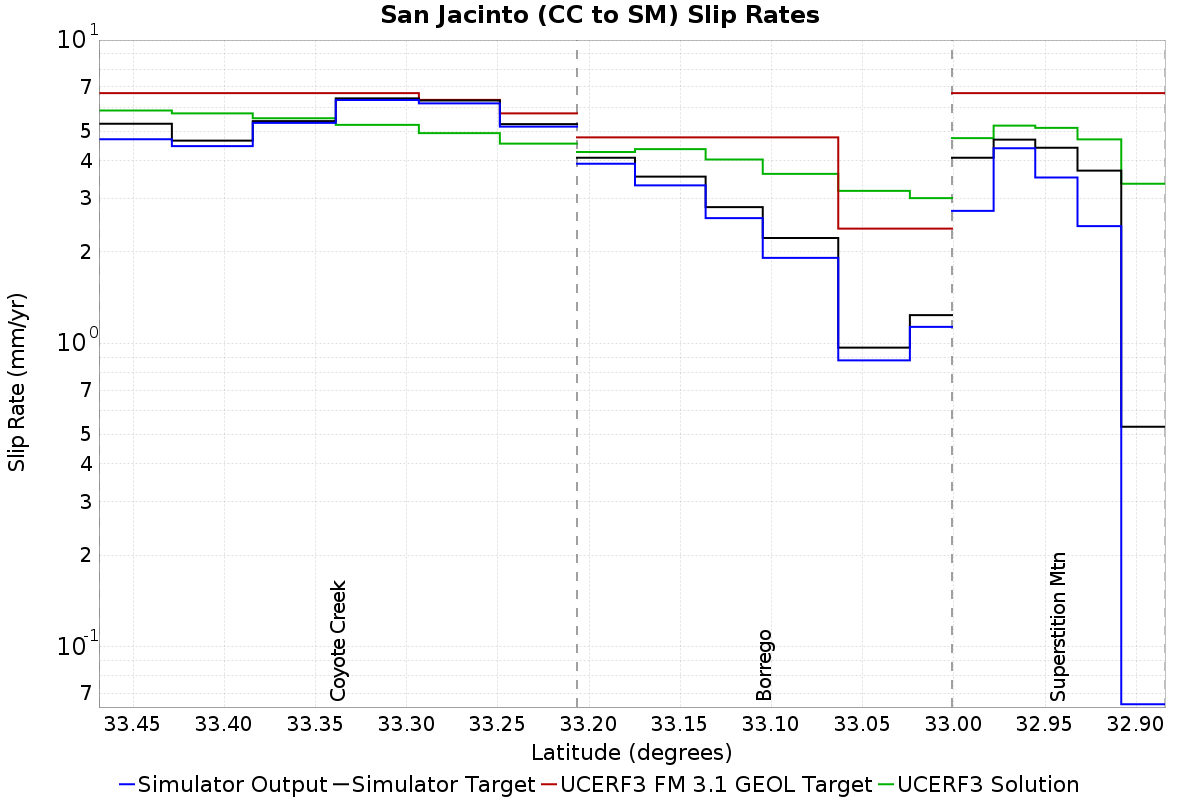 San Jacinto (CC to SM) Slip Rates
10^1
7
5
4
3
2
10^0
7
5
4
3
2
10^-1
7
Slip Rate (mm/yr)
Coyote Creek
Borrego
Superstition Mtn
33.45 33.40 33.35 33.30 33.25 33.20 33.15 33.10 33.05 33.00 32.95 32.90
Latitude (degrees)
Simulator Output Simulator Target UCERF3 FM 3.1 GEOL Target UCERF3 Solution